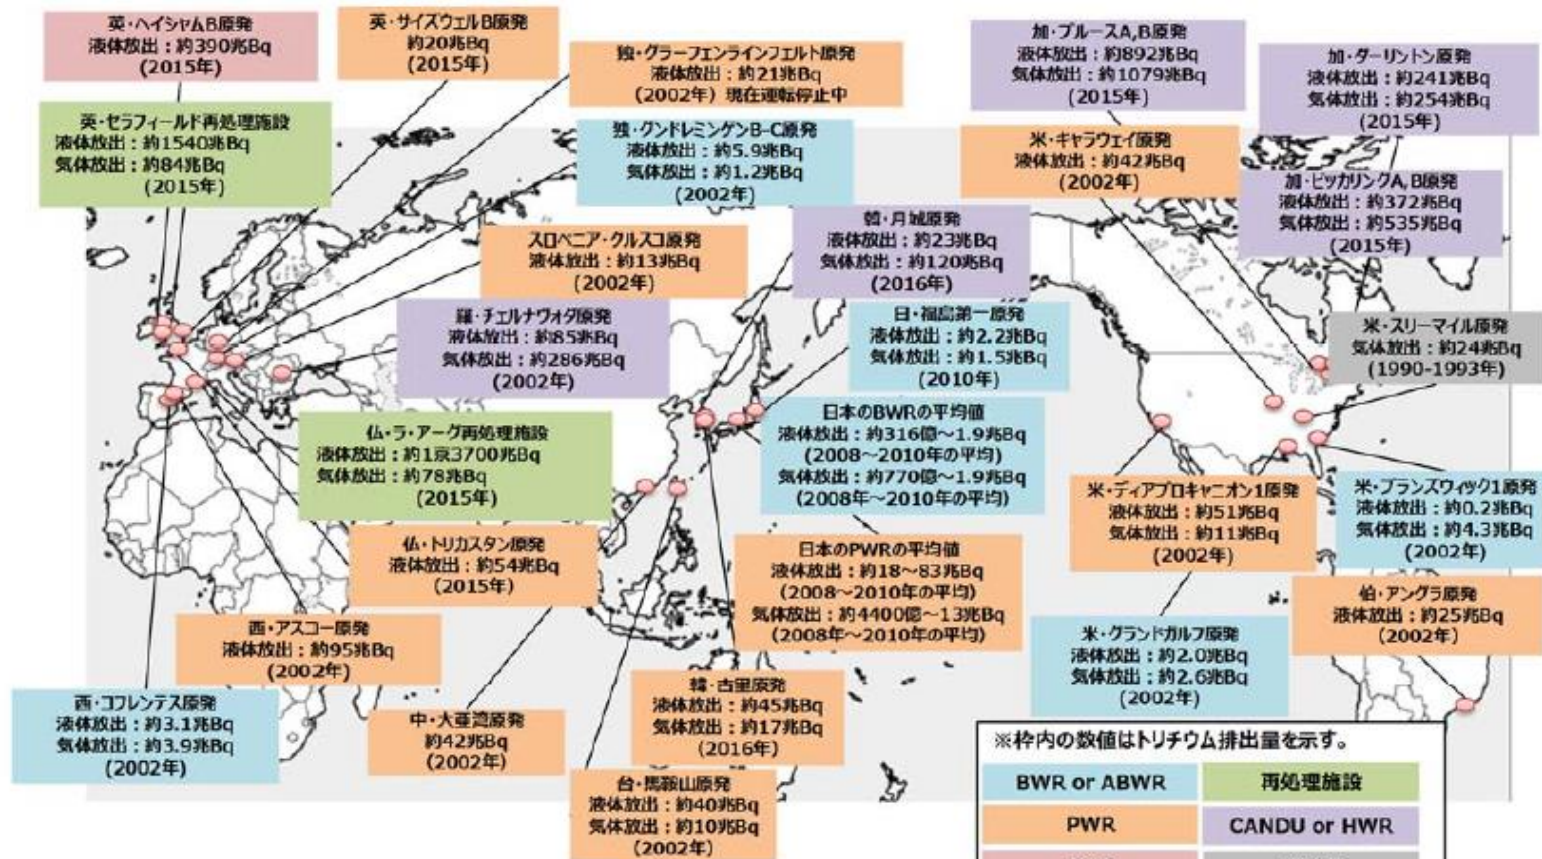 英・ヘイシャムB原発
液体放出：約390兆Bq
(2015年)
英・サイズウェルB原発
約20兆Bq
(2015年)
独・グラーフェンラインフェルト原発
液体放出：約21兆Bq
(2002年) 現在運転停止中
加・ブルースA,B原発
液体放出：約892兆Bq
気体放出：約1079兆Bq
(2015年)
加・ダーリントン原発
液体放出：約241兆Bq
気体放出：約254兆Bq
(2015年)
英・セラフィールド再処理施設
液体放出：約1540兆Bq
気体放出：約84兆Bq
(2015年)
独・グンドレミンゲンB-C原発
液体放出：約5.9兆Bq
気体放出：約1.2兆Bq
(2002年)
米・キャラウェイ原発
液体放出：約42兆Bq
(2002年)
加・ピッカリングA,B原発
液体放出：約372兆Bq
気体放出：約535兆Bq
(2015年)
スロベニア・クルスコ原発
液体放出：約13兆Bq
(2002年)
韓・月城原発
液体放出：約23兆Bq
気体放出：約120兆Bq
(2016年)
羅・チェルナヴォダ原発
液体放出：約85兆Bq
気体放出：約286兆Bq
(2002年)
日・福島第一原発
液体放出：約2.2兆Bq
気体放出：約1.5兆Bq
(2010年)
米・スリーマイル原発
気体放出：約24兆Bq
(1990-1993年)
仏・ラ・アーグ再処理施設
液体放出：約1京3700兆Bq
気体放出：約78兆Bq
(2015年)
日本のBWRの平均値
液体放出：約316億～1.9兆Bq
(2008～2010年の平均)
気体放出：約770億～1.9兆Bq
(2008年～2010年の平均)
米・ディアブロキャニオン1原発
液体放出：約51兆Bq
気体放出：約11兆Bq
(2002年)
米・ブランズウィック1原発
液体放出：約0.2兆Bq
気体放出：約4.3兆Bq
(2002年)
仏・トリカスタン原発
液体放出：約54兆Bq
(2015年)
日本のPWRの平均値
液体放出：約18～83兆Bq
(2008～2010年の平均)
気体放出：約4400億～13兆Bq
(2008年～2010年の平均)
伯・アングラ原発
液体放出：約25兆Bq
(2002年)
西・アスコー原発
液体放出：約95兆Bq
(2002年)
米・グランドガルフ原発
液体放出：約2.0兆Bq
気体放出：約2.6兆Bq
(2002年)
西・コフレンテス原発
液体放出：約3.1兆Bq
気体放出：約3.9兆Bq
(2002年)
中・大亜湾原発
約42兆Bq
(2002年)
韓・古里原発
液体放出：約45兆Bq
気体放出：約17兆Bq
(2016年)
台・馬鞍山原発
液体放出：約40兆Bq
気体放出：約10兆Bq
(2002年)
※枠内の数値はトリチウム排出量を示す。
BWR or ABWR
再処理施設
PWR
CANDU or HWR